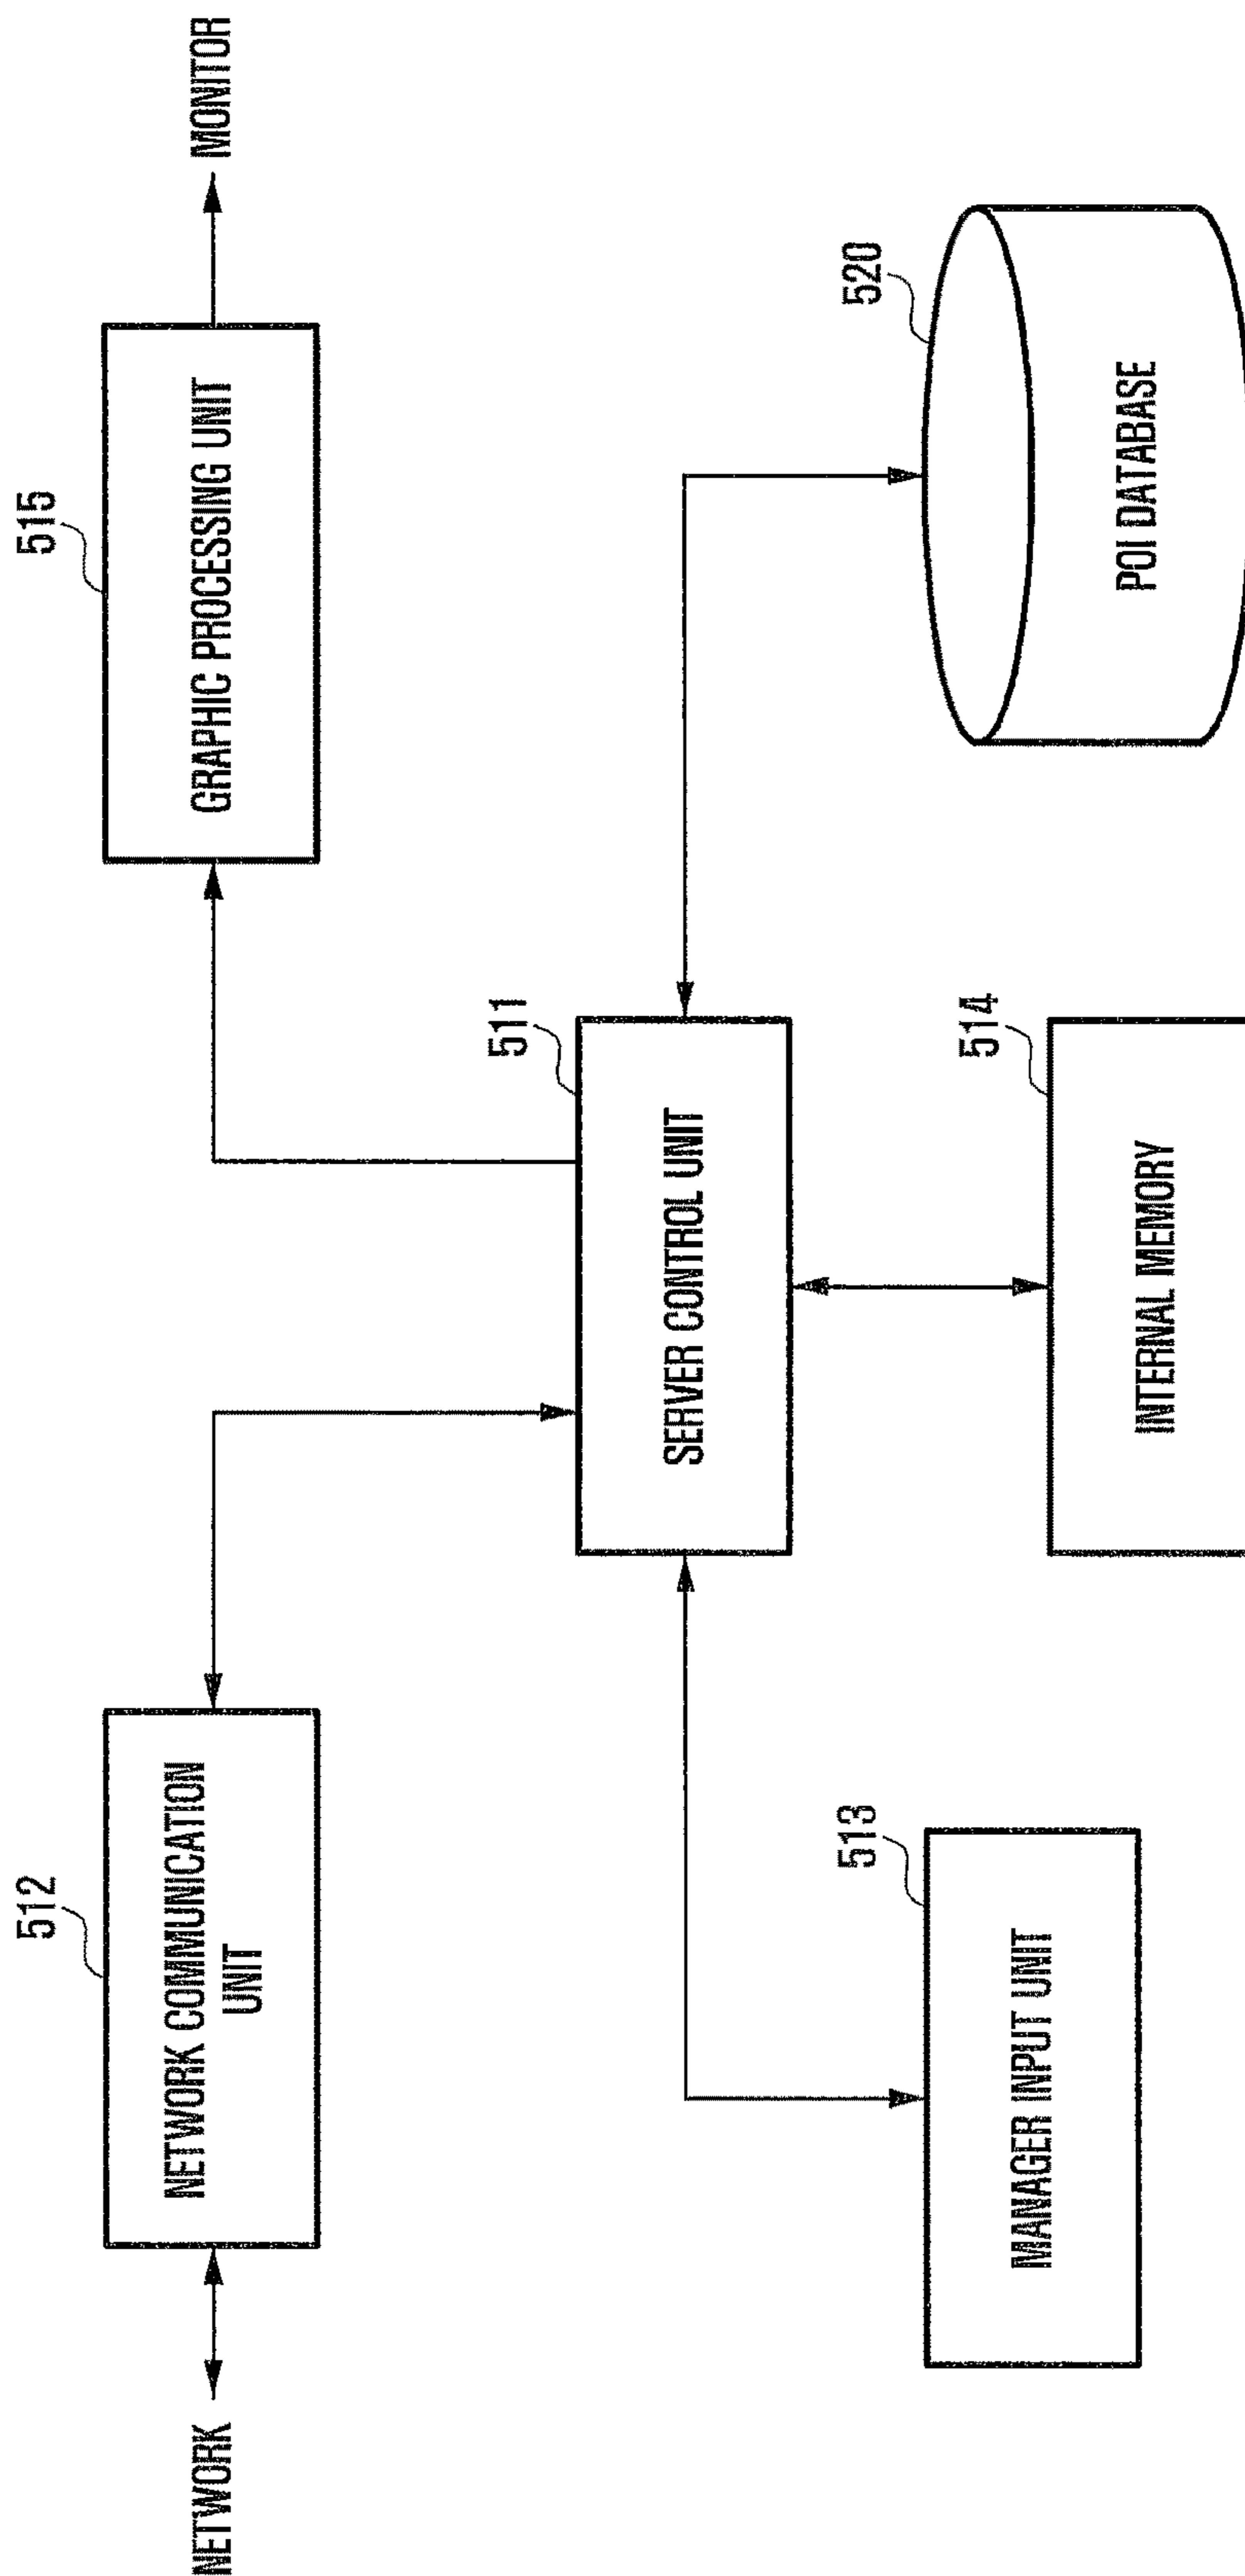 512
515
NETWORK
NETWORK COMMUNICATION
UNIT
GRAPHIC PROCESSING UNIT
MONITOR
511
SERVER CONTROL UNIT
513
MANAGER INPUT UNIT
514
INTERNAL MEMORY
520
POI DATABASE